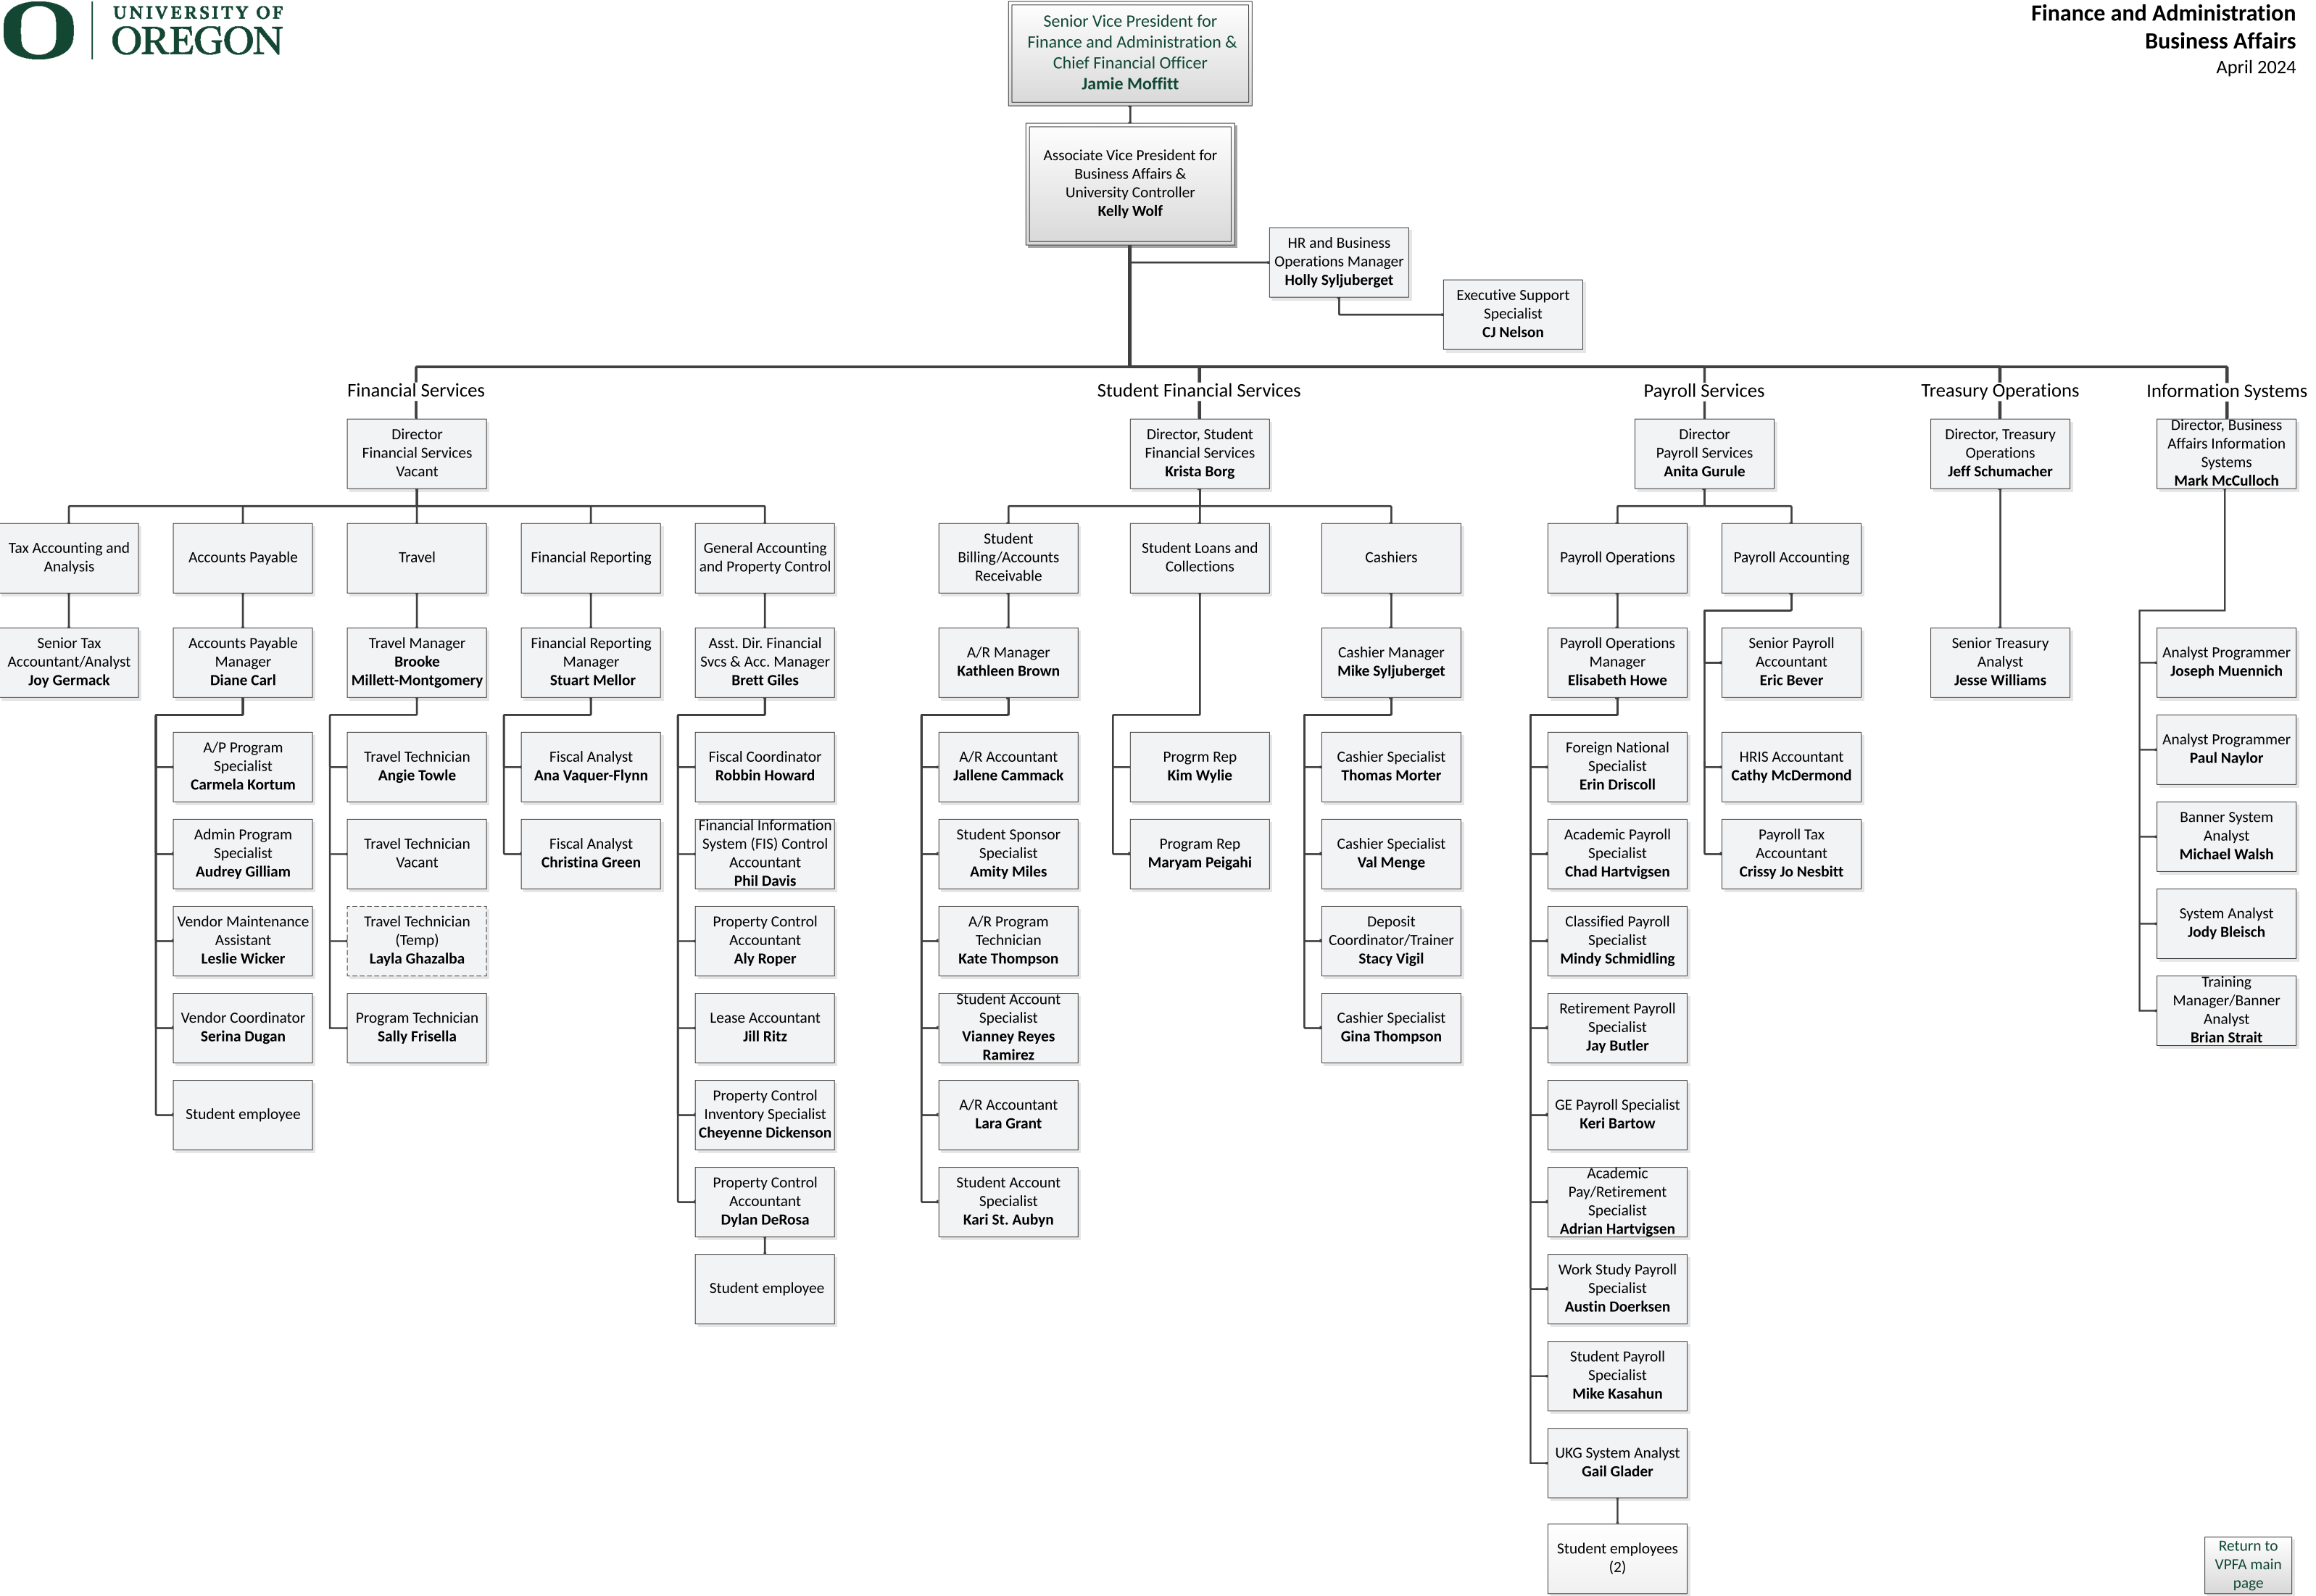 UNIVERSITY OF
OREGON
Finance and Administration
Business Affairs
April 2024
Senior Vice President for
Finance and Administration &
Chief Financial Officer
Jamie Moffitt
Associate Vice President for
Business Affairs &
University Controller
Kelly Wolf
HR and Business
Operations Manager
Holly Syljuberget
Executive Support
Specialist
CJ Nelson
Financial Services
Director
Financial Services
Vacant
Tax Accounting and
Analysis
Senior Tax
Accountant/Analyst
Joy Germack
Accounts Payable
Accounts Payable
Manager
Diane Carl
A/P Program
Specialist
Carmela Kortum
Admin Program
Specialist
Audrey Gilliam
Vendor Maintenance
Assistant
Leslie Wicker
Vendor Coordinator
Serina Dugan
Student employee
Travel
Travel Manager
Brooke
Millett-Montgomery
Travel Technician
Angie Towle
Travel Technician
Vacant
Travel Technician
(Temp)
Layla Ghazalba
Program Technician
Sally Frisella
Financial Reporting
Financial Reporting
Manager
Stuart Mellor
Fiscal Analyst
Ana Vaquer-Flynn
Fiscal Analyst
Christina Green
General Accounting
and Property Control
Asst. Dir. Financial
Svcs & Acc. Manager
Brett Giles
Fiscal Coordinator
Robbin Howard
Financial Information
System (FIS) Control
Accountant
Phil Davis
Property Control
Accountant
Aly Roper
Lease Accountant
Jill Ritz
Property Control
Inventory Specialist
Cheyenne Dickenson
Property Control
Accountant
Dylan DeRosa
Student employee
Student Financial Services
Director, Student
Financial Services
Krista Borg
Student
Billing/Accounts
Receivable
A/R Manager
Kathleen Brown
A/R Accountant
Jallene Cammack
Student Sponsor
Specialist
Amity Miles
A/R Program
Technician
Kate Thompson
Student Account
Specialist
Vianney Reyes
Ramirez
A/R Accountant
Lara Grant
Student Account
Specialist
Kari St. Aubyn
Student Loans and
Collections
Progrm Rep
Kim Wylie
Program Rep
Maryam Peigahi
Cashiers
Cashier Manager
Mike Syljuberget
Cashier Specialist
Thomas Morter
Cashier Specialist
Val Menge
Deposit
Coordinator/Trainer
Stacy Vigil
Cashier Specialist
Gina Thompson
Payroll Services
Director
Payroll Services
Anita Gurule
Payroll Operations
Payroll Operations
Manager
Elisabeth Howe
Foreign National
Specialist
Erin Driscoll
Academic Payroll
Specialist
Chad Hartvigsen
Classified Payroll
Specialist
Mindy Schmidling
Retirement Payroll
Specialist
Jay Butler
GE Payroll Specialist
Keri Bartow
Academic
Pay/Retirement
Specialist
Adrian Hartvigsen
Work Study Payroll
Specialist
Austin Doerksen
Student Payroll
Specialist
Mike Kasahun
UKG System Analyst
Gail Glader
Student employees
(2)
Payroll Accounting
Senior Payroll
Accountant
Eric Bever
HRIS Accountant
Cathy McDermond
Payroll Tax
Accountant
Crissy Jo Nesbitt
Treasury Operations
Director, Treasury
Operations
Jeff Schumacher
Senior Treasury
Analyst
Jesse Williams
Information Systems
Director, Business
Affairs Information
Systems
Mark McCulloch
Analyst Programmer
Joseph Muennich
Analyst Programmer
Paul Naylor
Banner System
Analyst
Michael Walsh
System Analyst
Jody Bleisch
Training
Manager/Banner
Analyst
Brian Strait
Return to
VPFA main
page